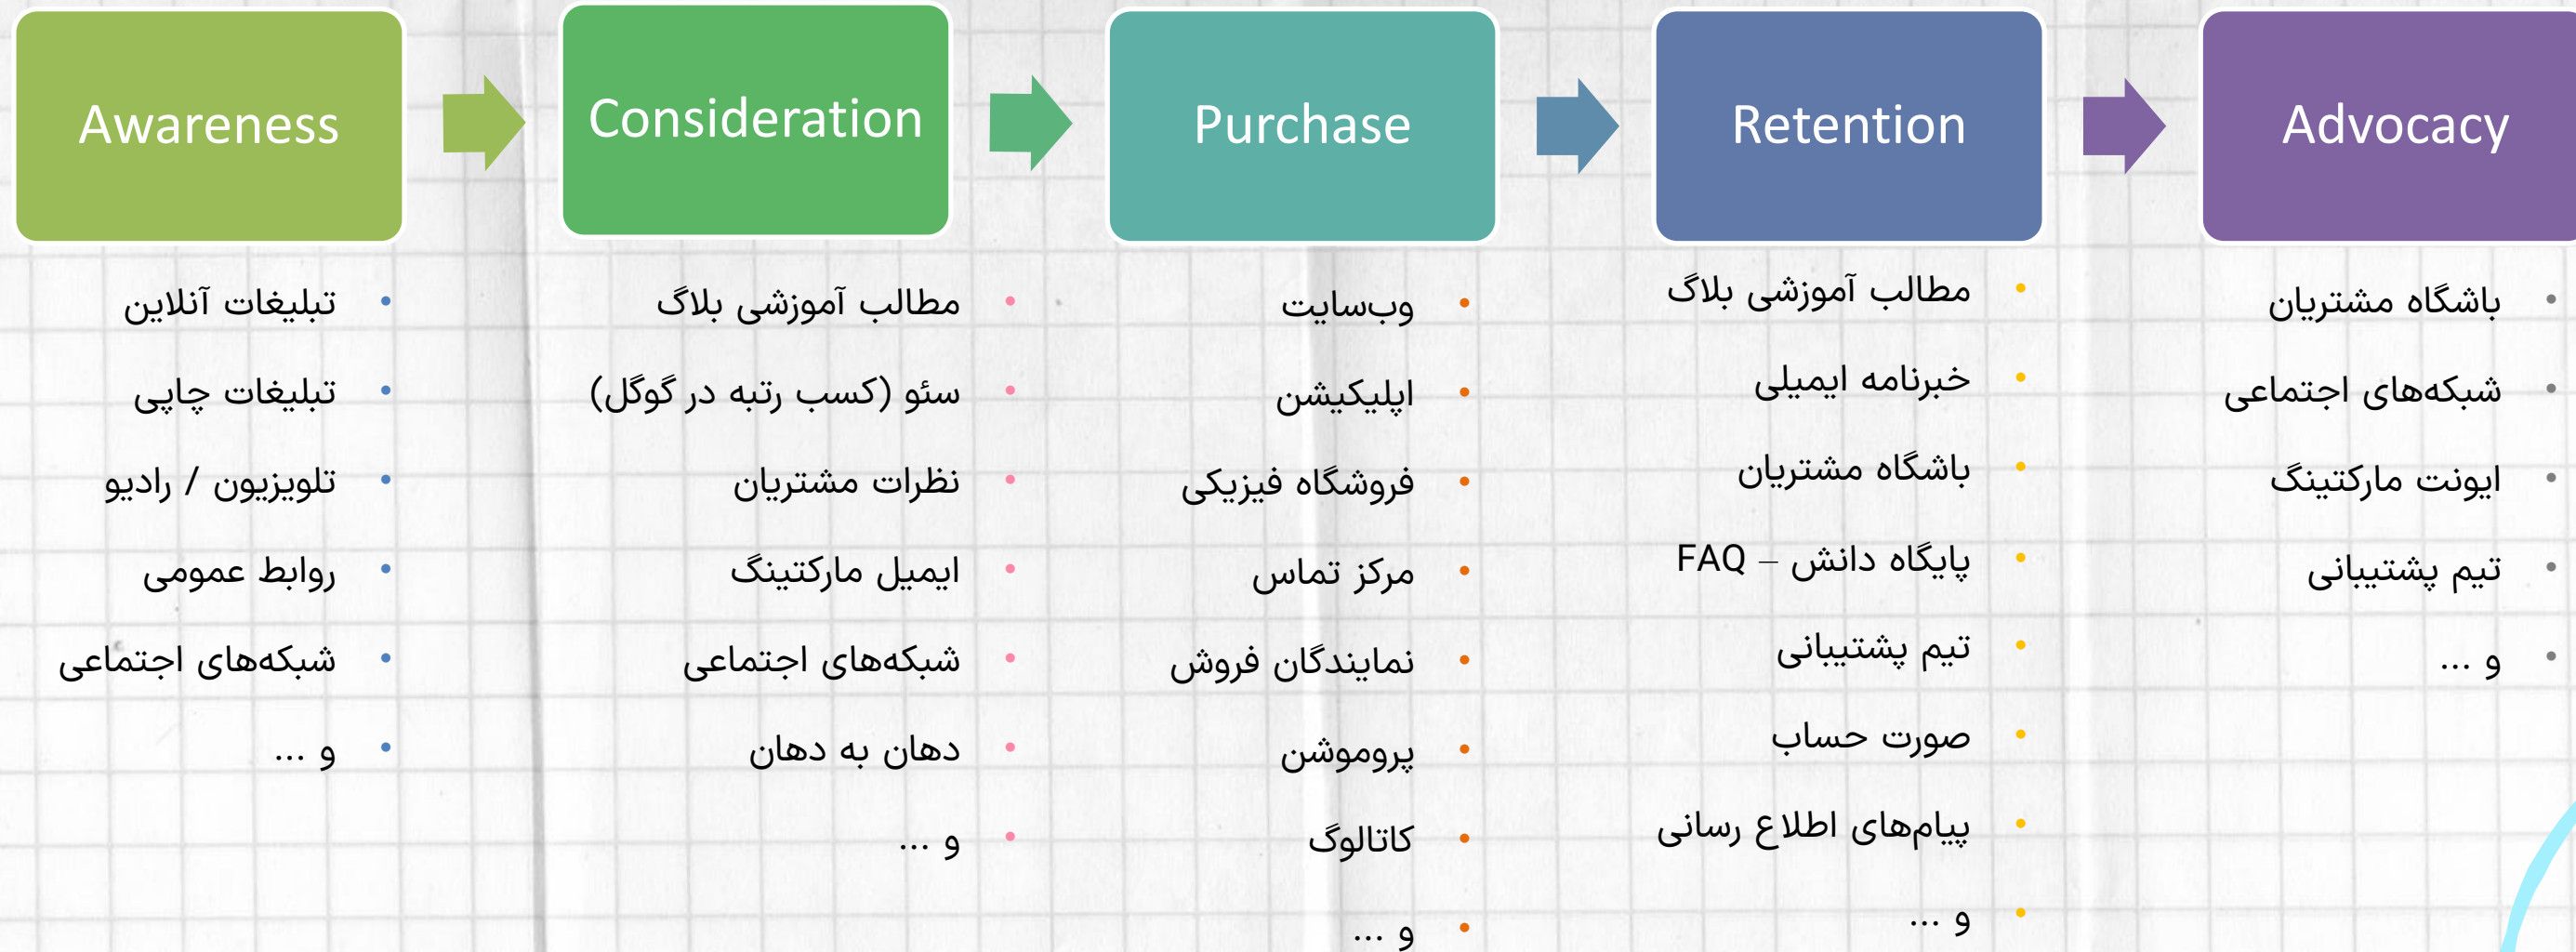 Awareness
Consideration
Purchase
Retention
Advocacy
• تبلیغات آنلاین
• تبلیغات چاپی
• تلویزیون / رادیو
• روابط عمومی
• شبکه‌های اجتماعی
• و ...
• مطالب آموزشی بلاگ
• سئو (کسب رتبه در گوگل)
• نظرات مشتریان
• ایمیل مارکتینگ
• شبکه‌های اجتماعی
• دهان به دهان
• و ...
• وب‌سایت
• اپلیکیشن
• فروشگاه فیزیکی
• مرکز تماس
• نمایندگان فروش
• پروموشن
• کاتالوگ
• و ...
• مطالب آموزشی بلاگ
• خبرنامه ایمیلی
• باشگاه مشتریان
• پایگاه دانش – FAQ
• تیم پشتیبانی
• صورت حساب
• پیام‌های اطلاع رسانی
• و ...
• باشگاه مشتریان
• شبکه‌های اجتماعی
• ایونت مارکتینگ
• تیم پشتیبانی
• و ...